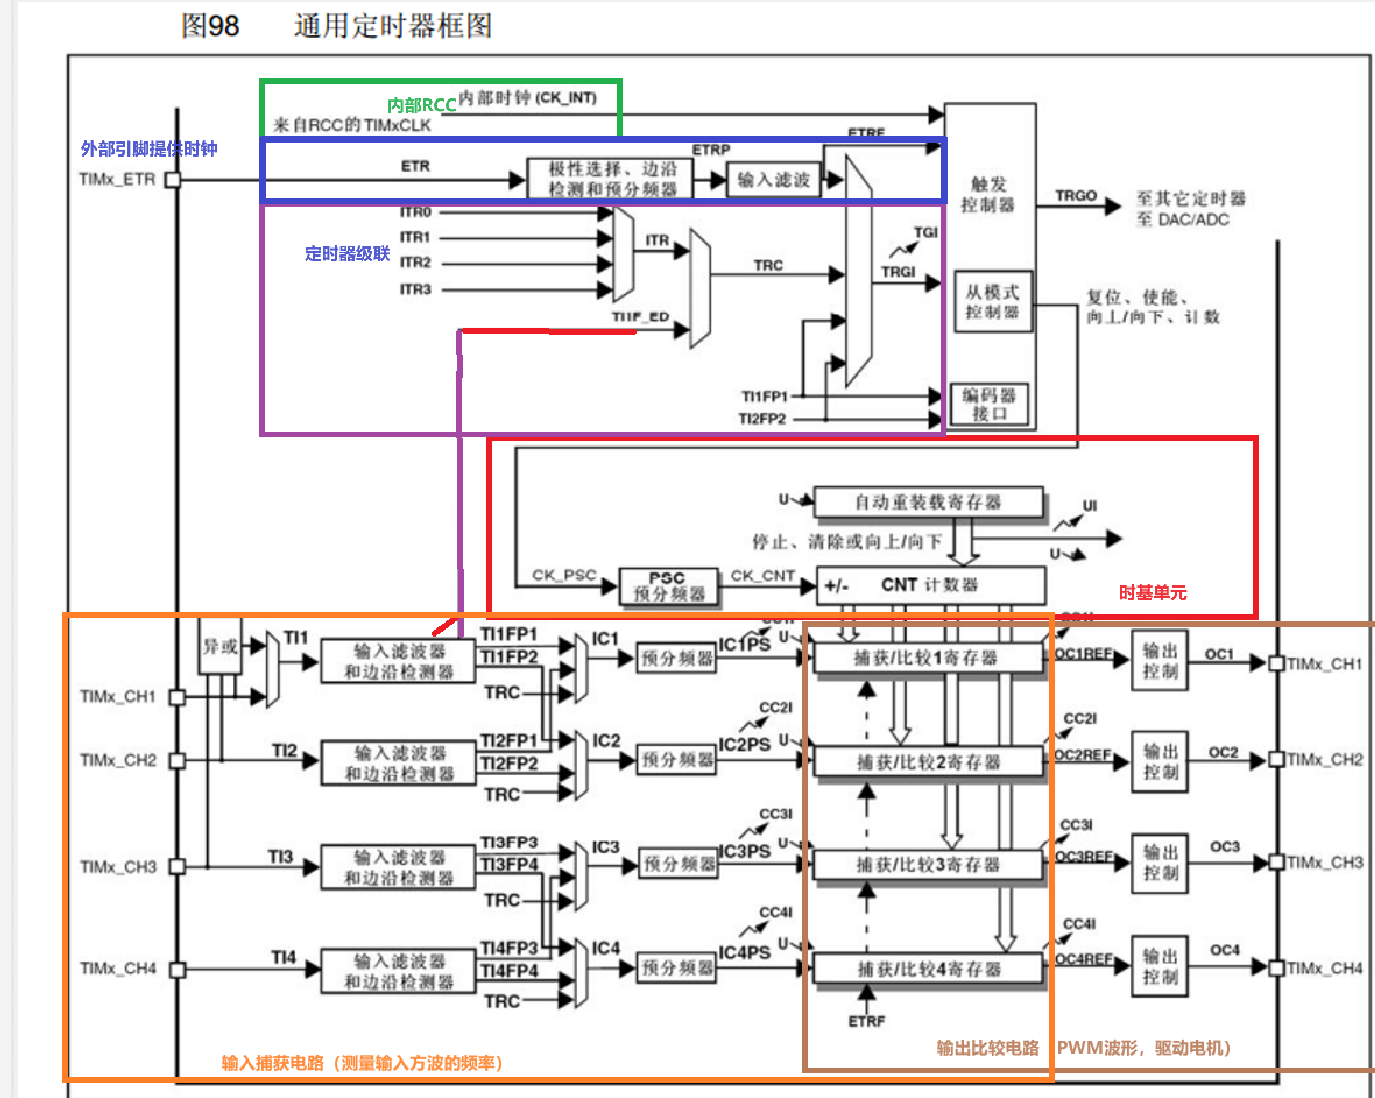 图98 通用定时器框图
内部RCC 内部时钟(CK_INT)
来自RCC的TIMxCLK
外部引脚提供时钟
ETRF
ETRP
ETR
TIMx_ETR
极性选择、边沿
检测和预分频器
输入滤波
触发
控制器
TRGO
至其它定时器
至 DAC/ADC
ITR0
ITR1
定时器级联
ITR
ITR2
ITR3
TRC
TGI
TRGI
TI1F_ED
从模式
控制器
复位、使能、
向上/向下、计数
TI1FP1
TI2FP2
编码器
接口
U
自动重装载寄存器
UI
停止、清除或向上/向下
U
CK_PSC
PSC
预分频器
CK_CNT
+/- CNT 计数器
时基单元
异或
TI1
输入滤波器
和边沿检测器
TI1FP1
TI1FP2
TRC
IC1
预分频器
IC1PS
CC1I
U
捕获/比较1寄存器
CC1I
OC1REF
输出
控制
OC1
TIMx_CH1
TIMx_CH1
TIMx_CH2
TI2
输入滤波器
和边沿检测器
TI2FP1
TI2FP2
TRC
IC2
预分频器
IC2PS
CC2I
U
捕获/比较2寄存器
CC2I
OC2REF
输出
控制
OC2
TIMx_CH2
TIMx_CH3
TI3
输入滤波器
和边沿检测器
TI3FP3
TI3FP4
TRC
IC3
预分频器
IC3PS
CC3I
U
捕获/比较3寄存器
CC3I
OC3REF
输出
控制
OC3
TIMx_CH3
TIMx_CH4
TI4
输入滤波器
和边沿检测器
TI4FP3
TI4FP4
TRC
IC4
预分频器
IC4PS
CC4I
U
捕获/比较4寄存器
CC4I
OC4REF
输出
控制
OC4
TIMx_CH4
ETRF
输入捕获电路（测量输入方波的频率）
输出比较电路（PWM波形，驱动电机）